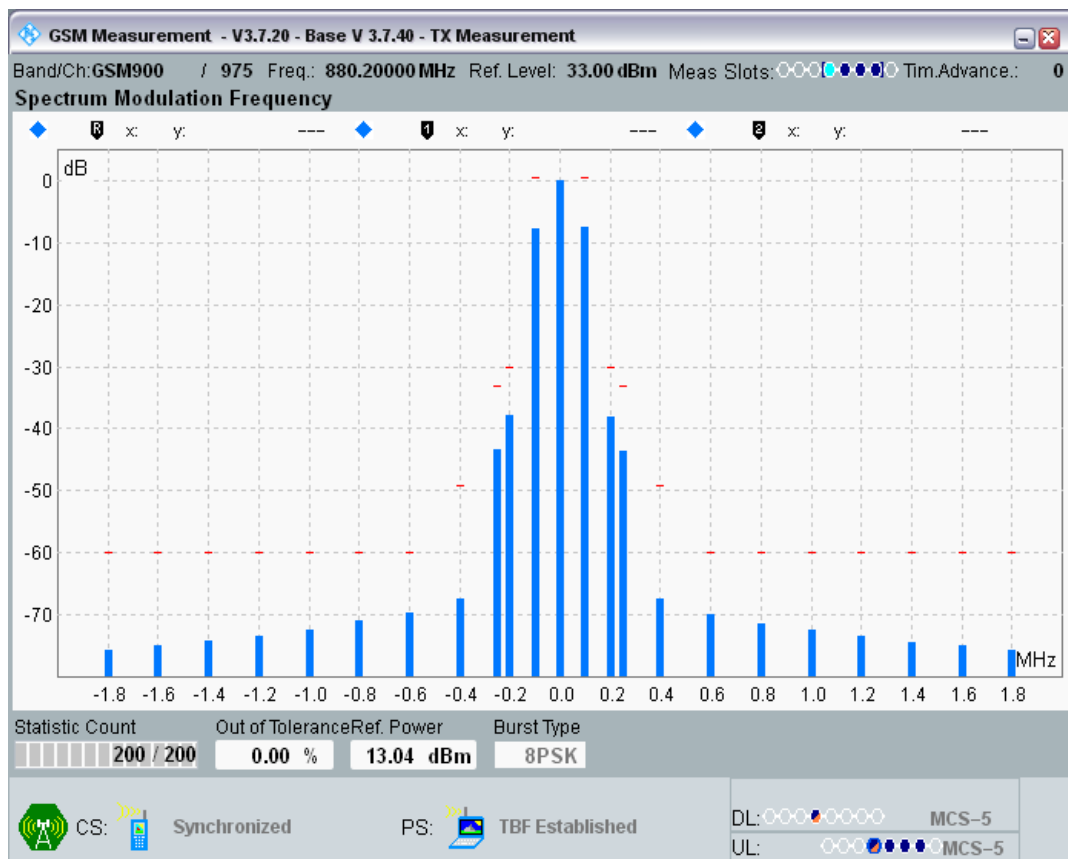 GSM Measurement - V3.7.20 - Base V 3.7.40 - TX Measurement
Band/Ch:GSM900 / 975 Freq.: 880.20000 MHz Ref. Level: 33.00 dBm Meas Slots: Tim.Advance.: 0
Spectrum Modulation Frequency
R x: y: --- 1 x: y: --- 2 x: y: ---
dB
0
-10
-20
-30
-40
-50
-60
-70
MHz
-1.8 -1.6 -1.4 -1.2 -1.0 -0.8 -0.6 -0.4 -0.2 0.0 0.2 0.4 0.6 0.8 1.0 1.2 1.4 1.6 1.8
Statistic Count Out of Tolerance Ref. Power Burst Type
200 / 200 0.00 % 13.04 dBm 8PSK
CS: Synchronized PS: TBF Established DL: MCS-5
UL: MCS-5